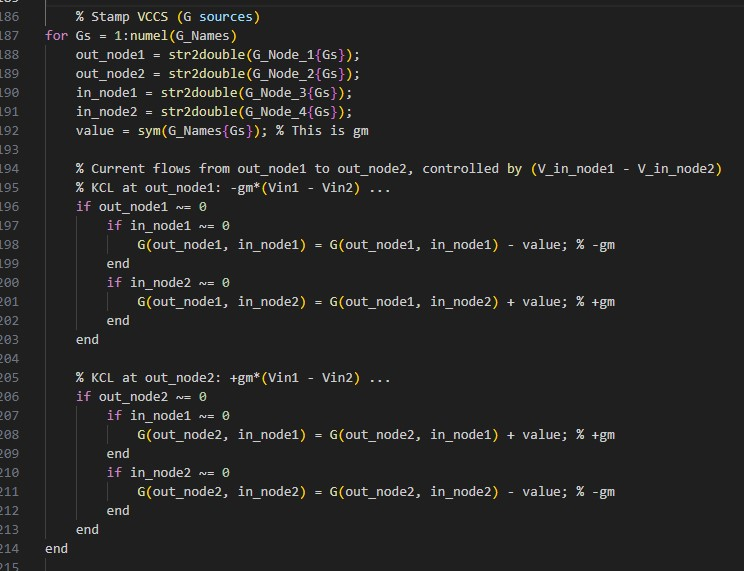 186 % Stamp VCCS (G sources)
187 for Gs = 1:numel(G_Names)
188 out_node1 = str2double(G_Node_1{Gs});
189 out_node2 = str2double(G_Node_2{Gs});
190 in_node1 = str2double(G_Node_3{Gs});
191 in_node2 = str2double(G_Node_4{Gs});
192 value = sym(G_Names{Gs}); % This is gm
193
194 % Current flows from out_node1 to out_node2, controlled by (V_in_node1 - V_in_node2)
195 % KCL at out_node1: -gm*(Vin1 - Vin2) ...
196 if out_node1 ~= 0
197 if in_node1 ~= 0
198 G(out_node1, in_node1) = G(out_node1, in_node1) - value; % -gm
199 end
200 if in_node2 ~= 0
201 G(out_node1, in_node2) = G(out_node1, in_node2) + value; % +gm
202 end
203 end
204
205 % KCL at out_node2: +gm*(Vin1 - Vin2) ...
206 if out_node2 ~= 0
207 if in_node1 ~= 0
208 G(out_node2, in_node1) = G(out_node2, in_node1) + value; % +gm
209 end
210 if in_node2 ~= 0
211 G(out_node2, in_node2) = G(out_node2, in_node2) - value; % -gm
212 end
213 end
214 end
215